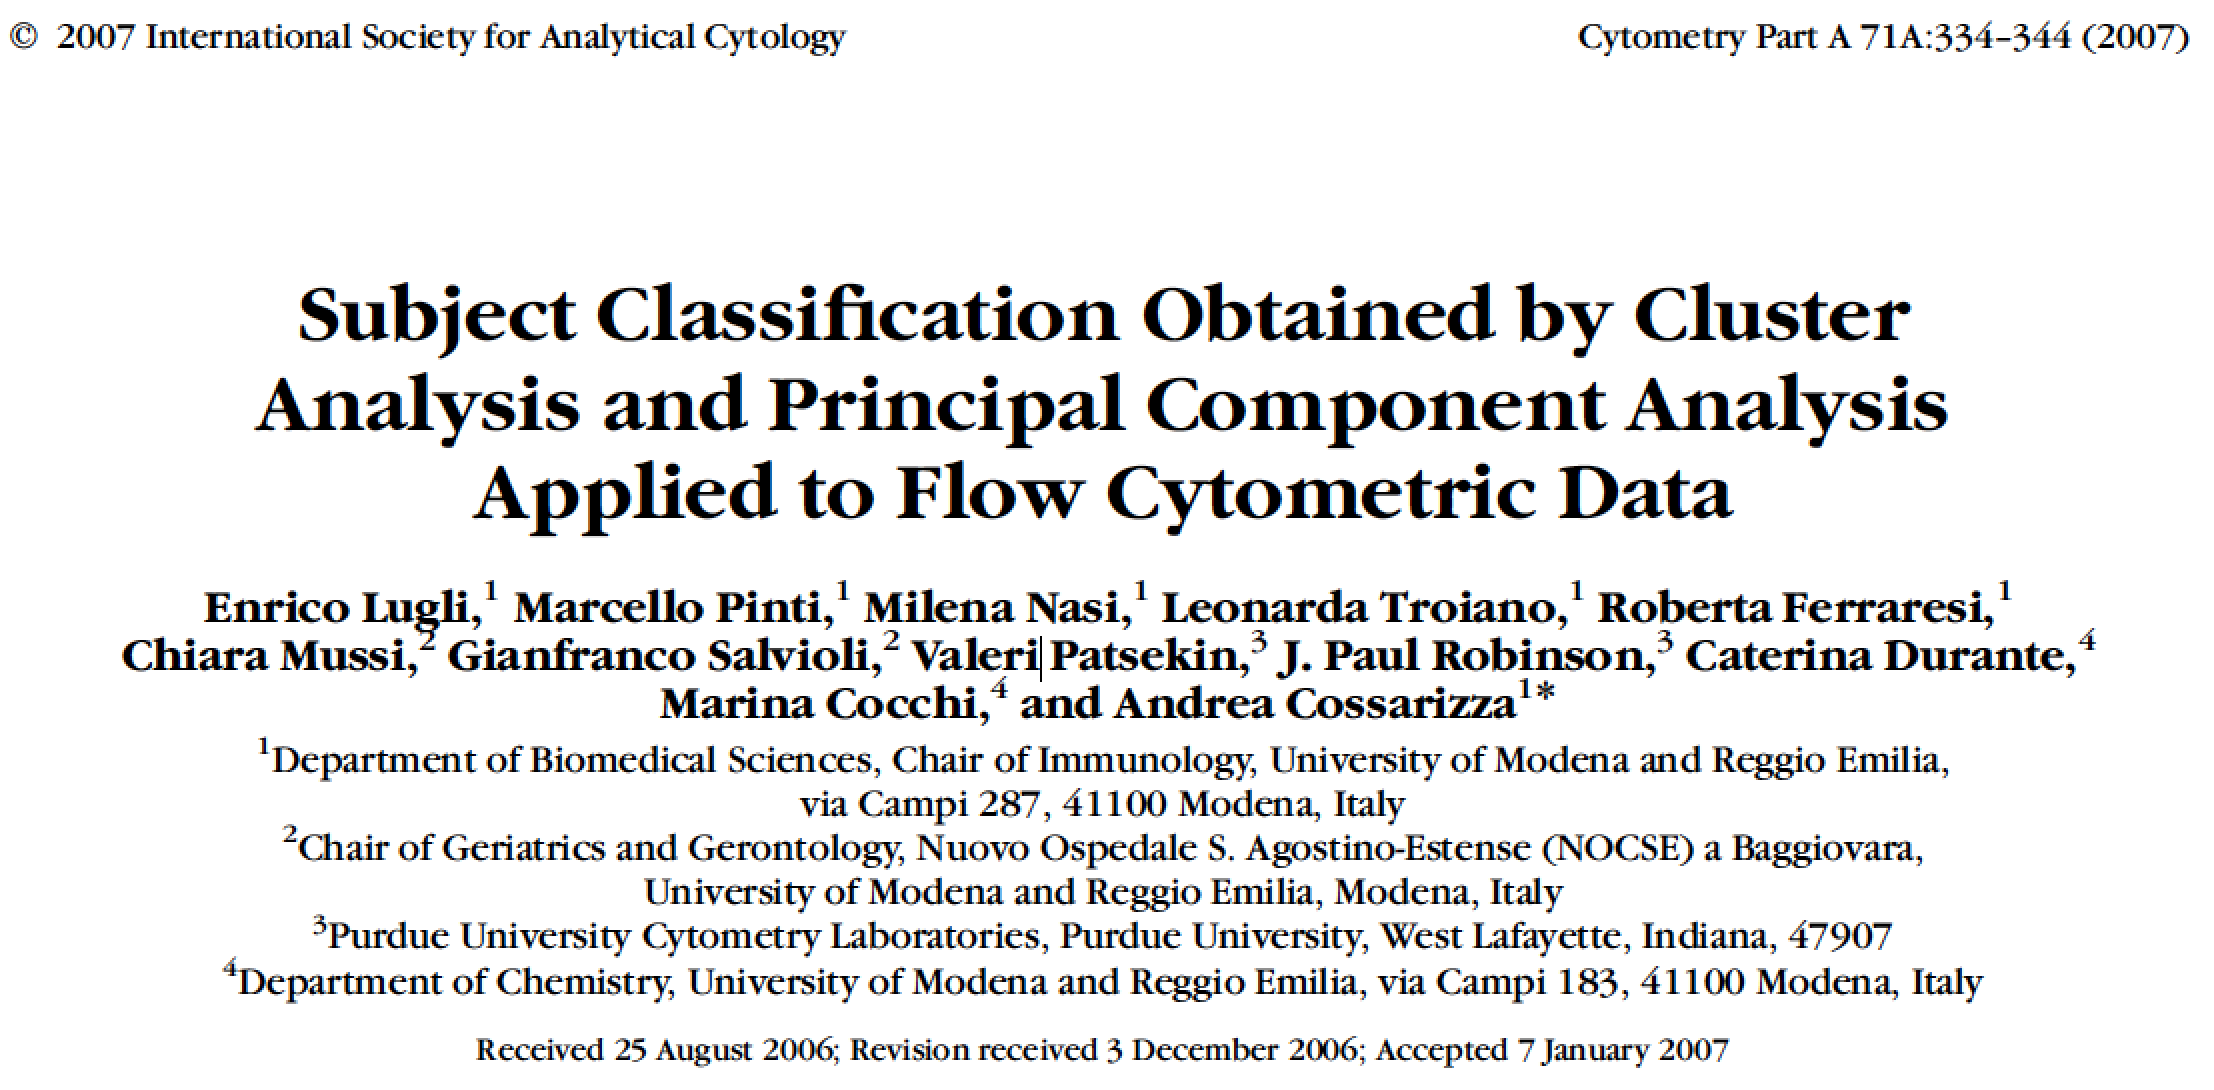 © 2007 International Society for Analytical Cytology
Cytometry Part A 71A:334–344 (2007)
Subject Classification Obtained by Cluster
Analysis and Principal Component Analysis
Applied to Flow Cytometric Data
Enrico Lugli,1 Marcello Pinti,1 Milena Nasi,1 Leonarda Troiano,1 Roberta Ferraresi,1
Chiara Mussi,2 Gianfranco Salvioli,2 Valeri Patsekin,3 J. Paul Robinson,3 Caterina Durante,4
Marina Cocchi,4 and Andrea Cossarizza1*
1Department of Biomedical Sciences, Chair of Immunology, University of Modena and Reggio Emilia,
via Campi 287, 41100 Modena, Italy
2Chair of Geriatrics and Gerontology, Nuovo Ospedale S. Agostino-Estense (NOCSE) a Baggiovara,
University of Modena and Reggio Emilia, Modena, Italy
3Purdue University Cytometry Laboratories, Purdue University, West Lafayette, Indiana, 47907
4Department of Chemistry, University of Modena and Reggio Emilia, via Campi 183, 41100 Modena, Italy
Received 25 August 2006; Revision received 3 December 2006; Accepted 7 January 2007